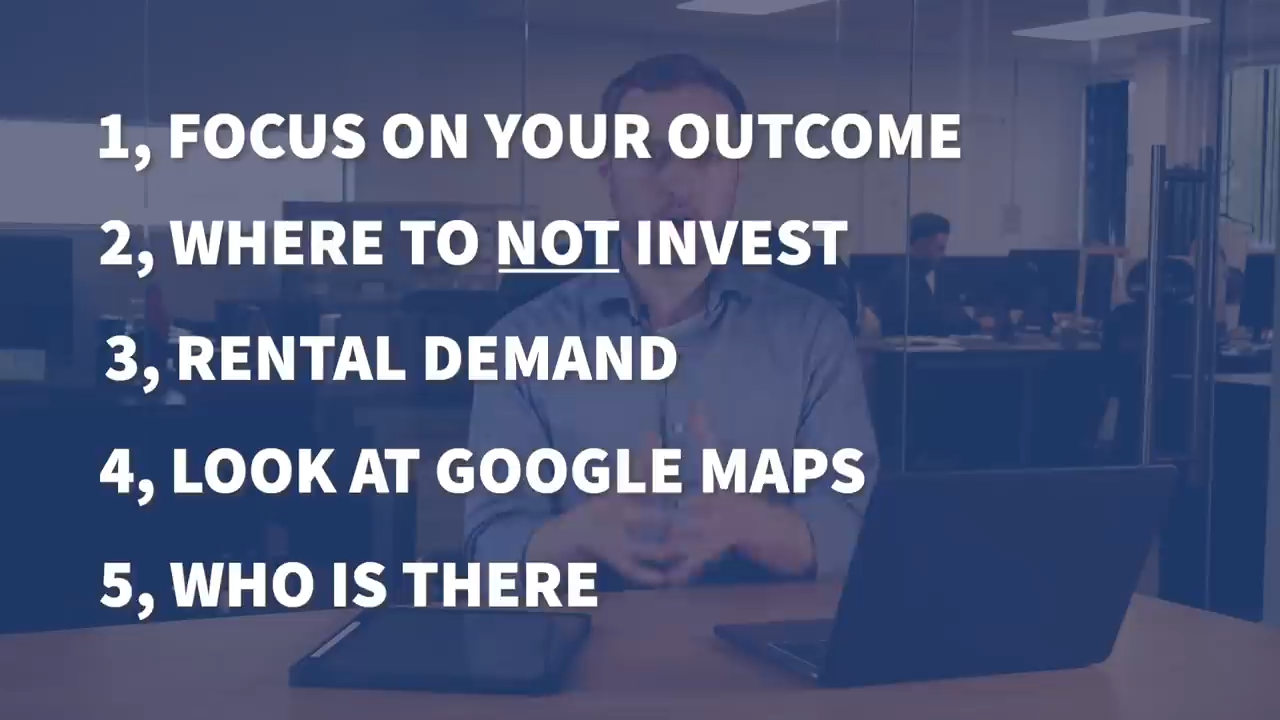 1, FOCUS ON YOUR OUTCOME
2, WHERE TO NOT INVEST
3, RENTAL DEMAND
4, LOOK AT GOOGLE MAPS
5, WHO IS THERE